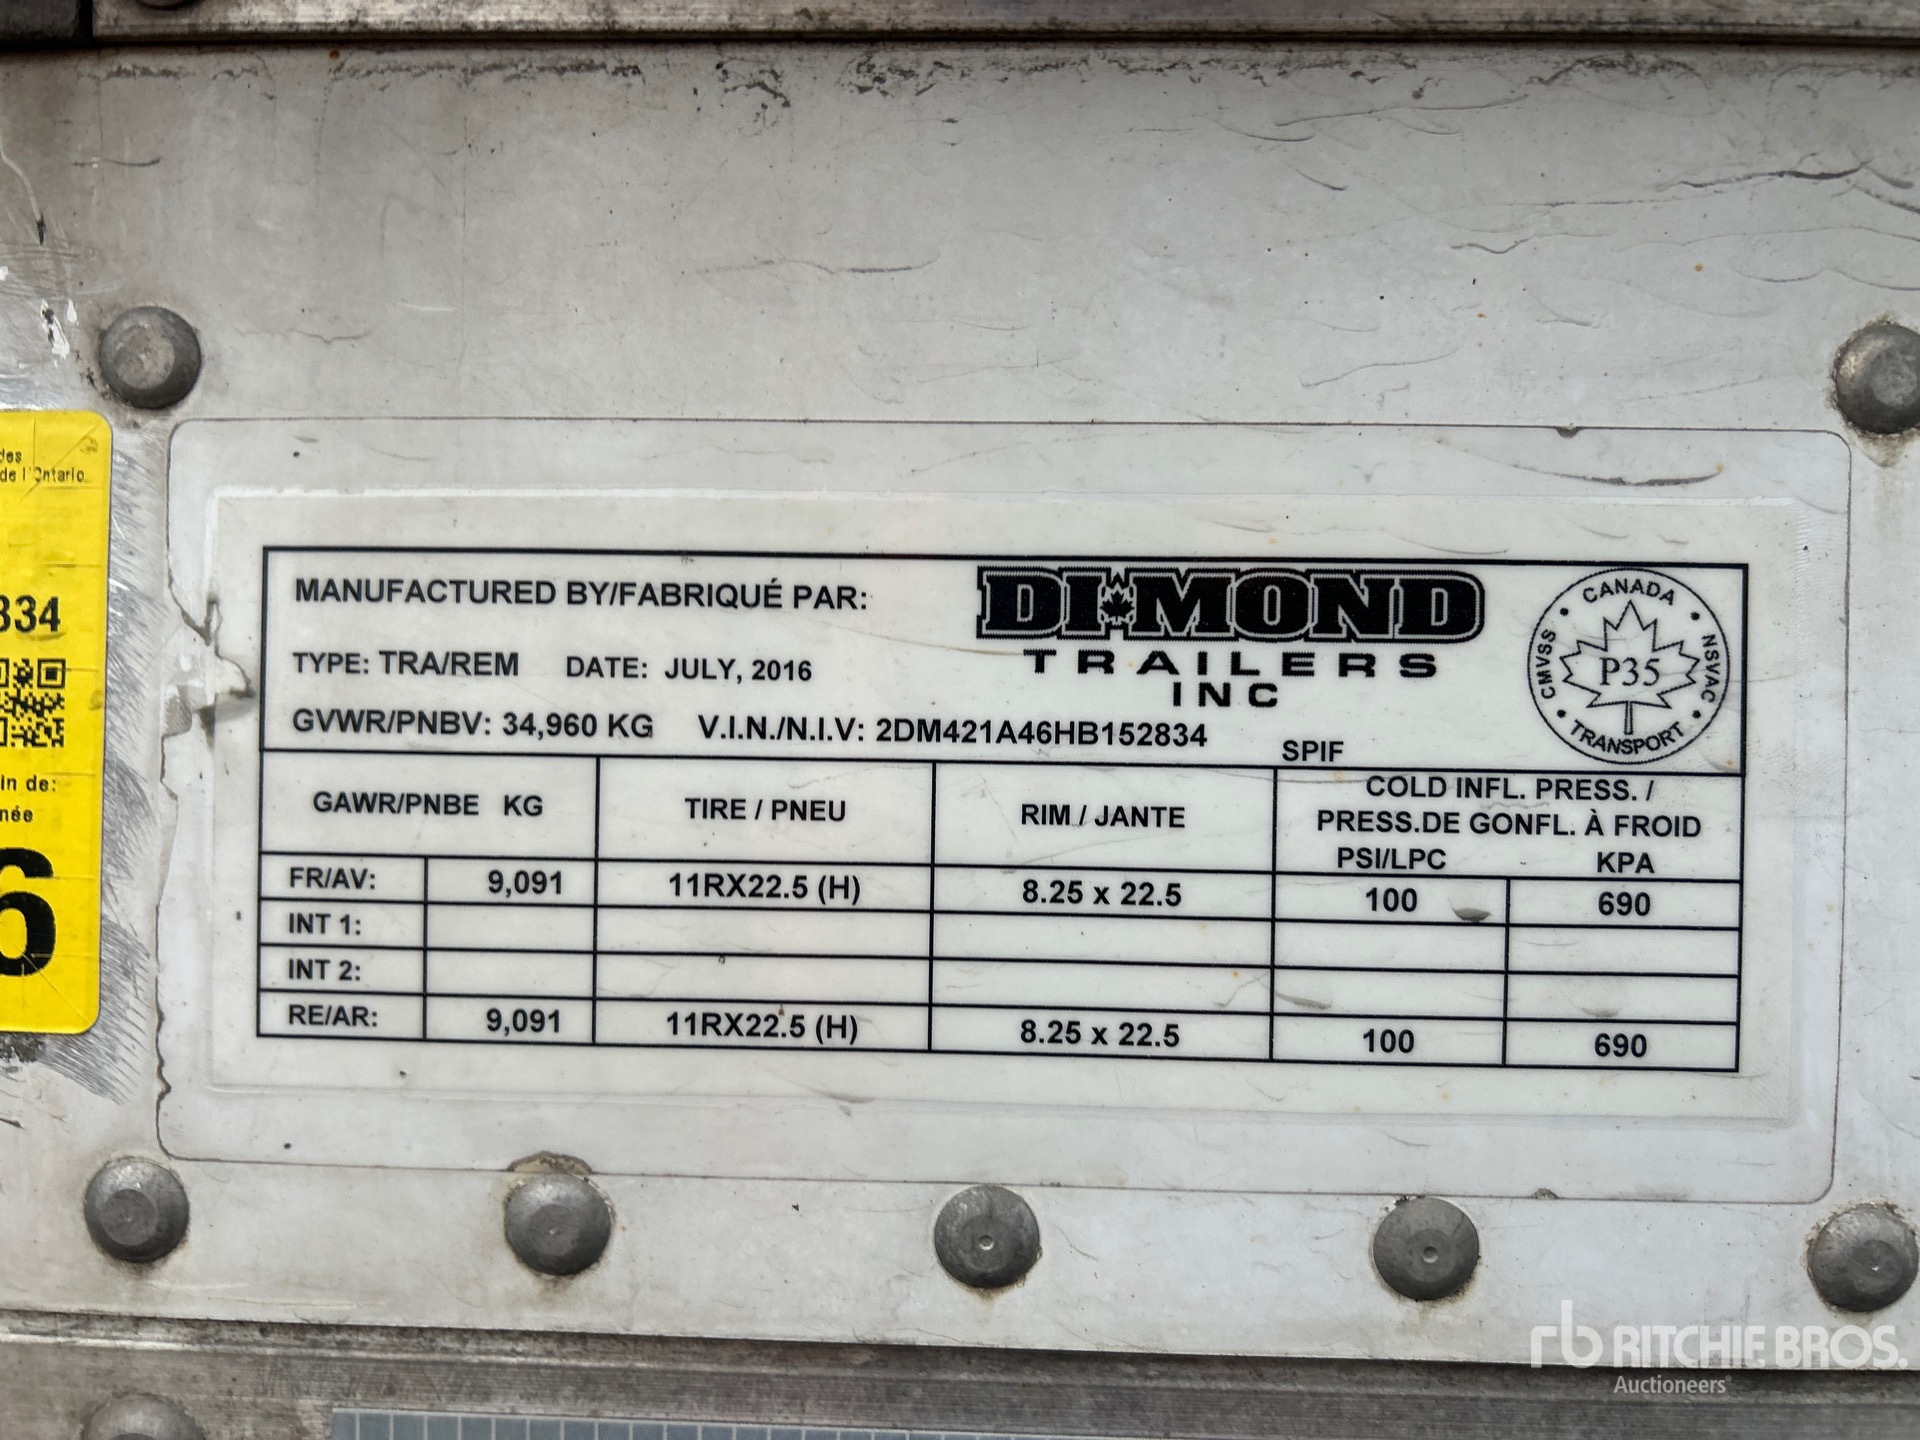 MANUFACTURED BY/FABRIQUÉ PAR:
DI-MOND
TRAILERS
INC
TYPE: TRA/REM DATE: JULY, 2016
GVWR/PNBV: 34,960 KG V.I.N./N.I.V: 2DM421A46HB152834
SPIF
CANADA
CMVSS
P35
NSVAC
TRANSPORT
GAWR/PNBE KG
TIRE / PNEU
RIM / JANTE
COLD INFL. PRESS. /
PRESS.DE GONFL. À FROID
PSI/LPC KPA
FR/AV: 9,091 11RX22.5 (H) 8.25 x 22.5 100 690
INT 1:
INT 2:
RE/AR: 9,091 11RX22.5 (H) 8.25 x 22.5 100 690
des
de l'Ontario
334
in de:
née
6
rb RITCHIE BROS.
Auctioneers